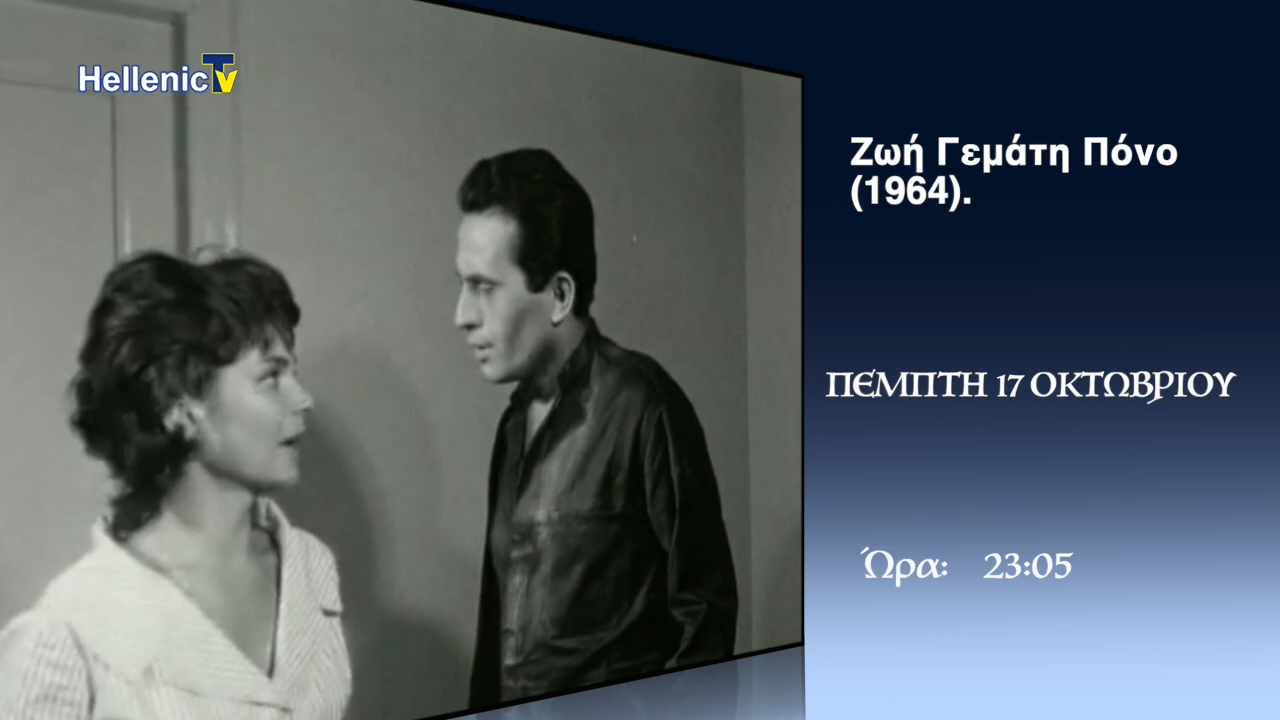 HellenicTV
Ζωή Γεμάτη Πόνο
(1964).
ΠΕΜΠΤΗ 17 ΟΚΤΩΒΡΙΟΥ
Ώρα: 23:05